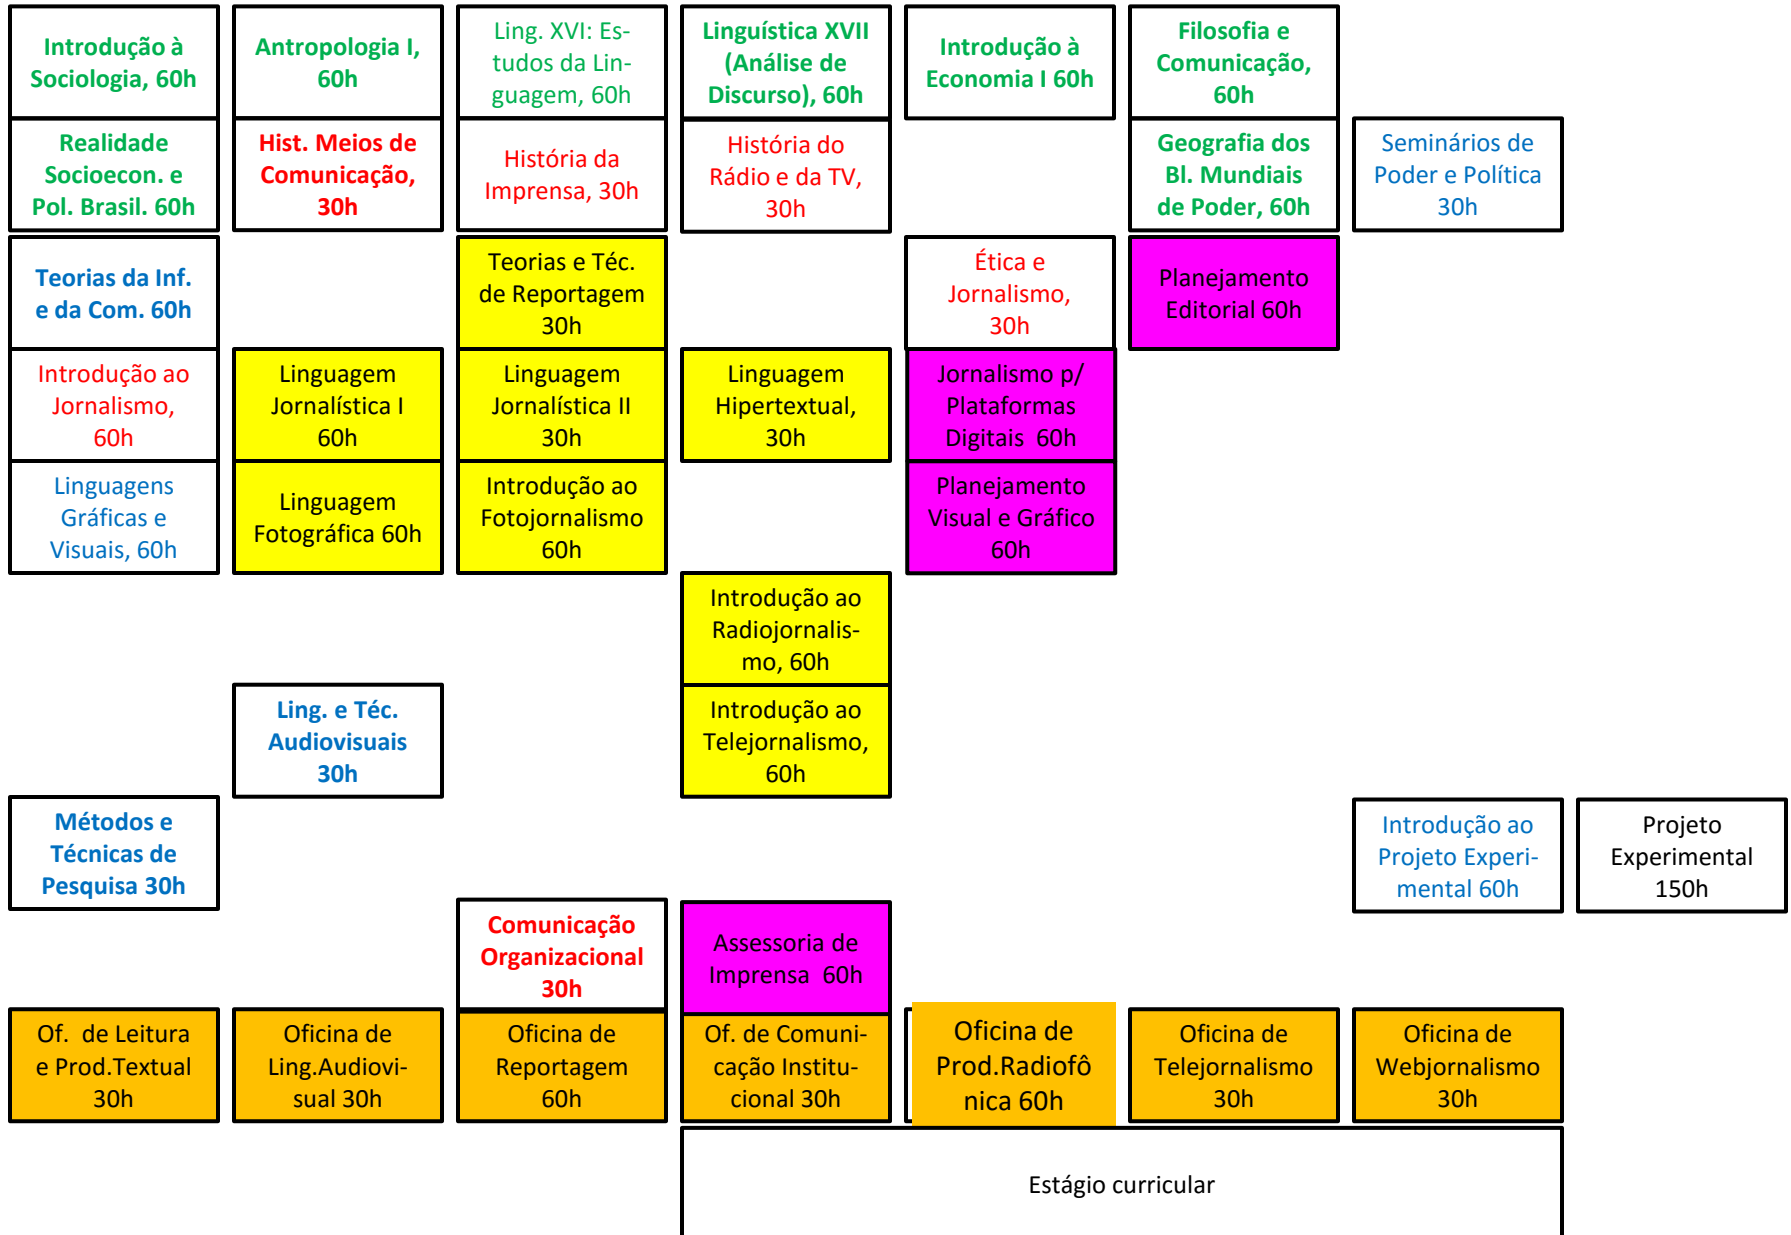 Introdução à
Sociologia, 60h
Antropologia I,
60h
Ling. XVI: Es-
tudos da Lin-
guagem, 60h
Linguística XVII
(Análise de
Discurso), 60h
Introdução à
Economia I 60h
Filosofia e
Comunicação,
60h
Realidade
Socioecon. e
Pol. Brasil. 60h
Hist. Meios de
Comunicação,
30h
História da
Imprensa, 30h
História do
Rádio e da TV,
30h
Geografia dos
Bl. Mundiais
de Poder, 60h
Seminários de
Poder e Política
30h
Teorias da Inf.
e da Com. 60h
Teorias e Téc.
de Reportagem
30h
Ética e
Jornalismo,
30h
Planejamento
Editorial 60h
Introdução ao
Jornalismo,
60h
Linguagem
Jornalística I
60h
Linguagem
Jornalística II
30h
Linguagem
Hipertextual,
30h
Jornalismo p/
Plataformas
Digitais  60h
Linguagens
Gráficas e
Visuais, 60h
Linguagem
Fotográfica 60h
Introdução ao
Fotojornalismo
60h
Planejamento
Visual e Gráfico
60h
Introdução ao
Radiojornalis-
mo, 60h
Ling. e Téc.
Audiovisuais
30h
Introdução ao
Telejornalismo,
60h
Métodos e
Técnicas de
Pesquisa 30h
Introdução ao
Projeto Experi-
mental 60h
Projeto
Experimental
150h
Comunicação
Organizacional
30h
Assessoria de
Imprensa  60h
Of.  de Leitura
e Prod.Textual
30h
Oficina de
Ling.Audiovi-
sual 30h
Oficina de
Reportagem
60h
Of. de Comuni-
cação Institu-
cional 30h
Oficina de
Prod.Radiofô
nica 60h
Oficina de
Telejornalismo
30h
Oficina de
Webjornalismo
30h
Estágio curricular